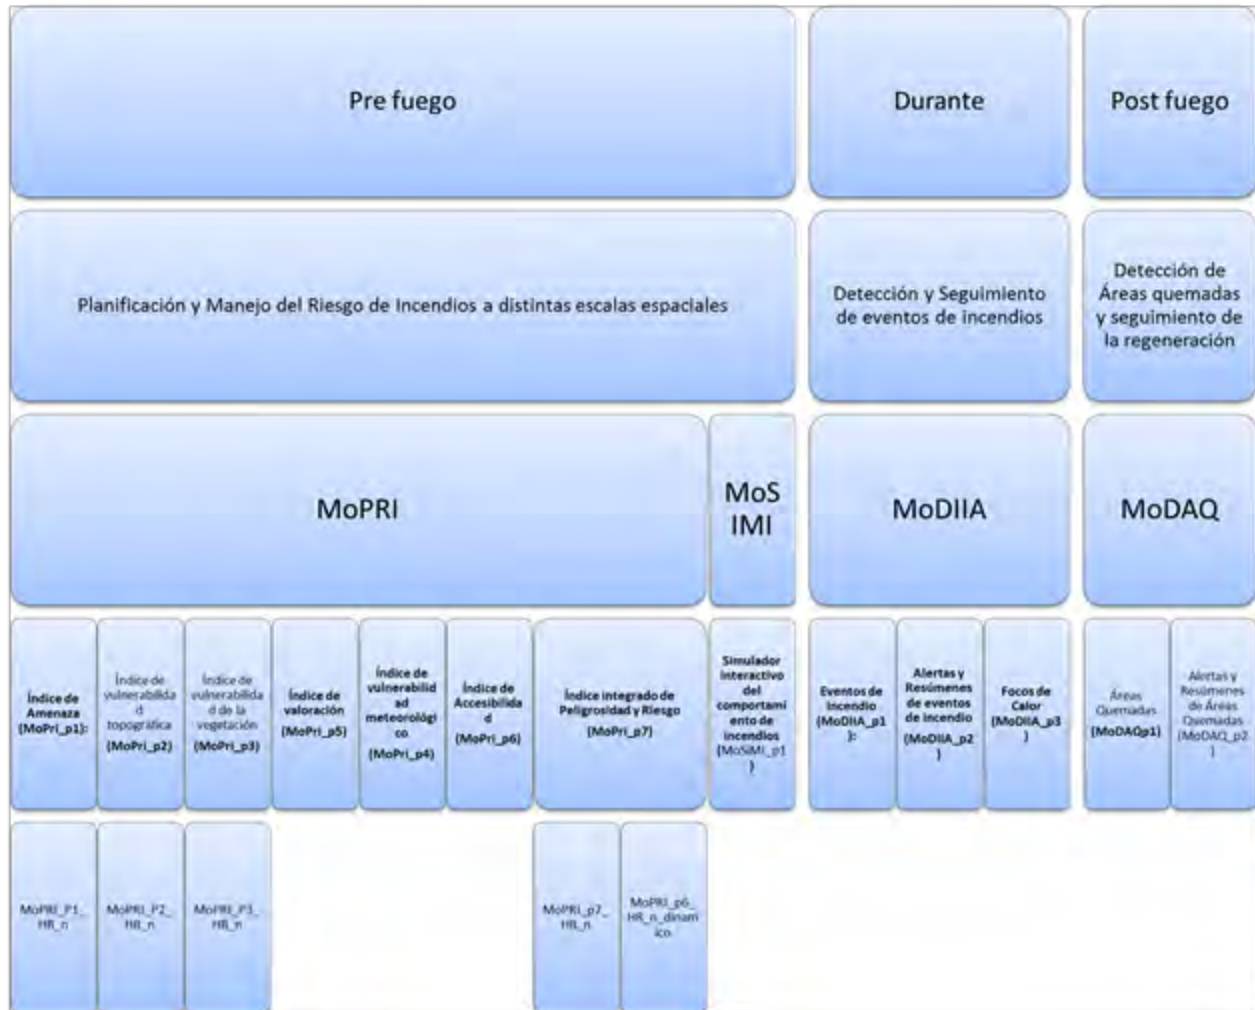 Pre fuego
Durante
Post fuego
Planificación y Manejo del Riesgo de Incendios a distintas escalas espaciales
Detección y Seguimiento
de eventos de incendios
Detección de
Áreas quemadas
y seguimiento de
la regeneración
MoPRI
MoS
IMI
MoDIIA
MoDAQ
Índice de
Amenaza
(MoPri_p1):
Índice de
vulnerabilida
d
topográfica
(MoPri_p2)
Índice de
vulnerabilida
d de la
vegetación
(MoPri_p3)
Índice de
valoración
(MoPri_p5)
Índice de
vulnerabilid
ad
meteorológi
co
(MoPri_p4)
Índice de
Accesibilida
d
(MoPri_p6)
Índice integrado de
Peligrosidad y Riesgo
(MoPri_p7)
Simulador
interactivo
del
comportami
ento de
incendios
(MoSiMI_p1
)
Eventos de
Incendio
(MoDIIA_p1
):
Alertas y
Resúmenes
de eventos
de incendio
(MoDIIA_p2
)
Focos de
Calor
(MoDIIA_p3
)
Áreas
Quemadas
(MoDAQp1)
Alertas y
Resúmenes
de Áreas
Quemadas
(MoDAQ_p2
)
MoPRI_P1_
HR_n
MoPRI_P2_
HR_n
MoPRI_P3_
HR_n
MoPRI_p7_
HR_n
MoPRI_p6_
HR_n_dinam
ico